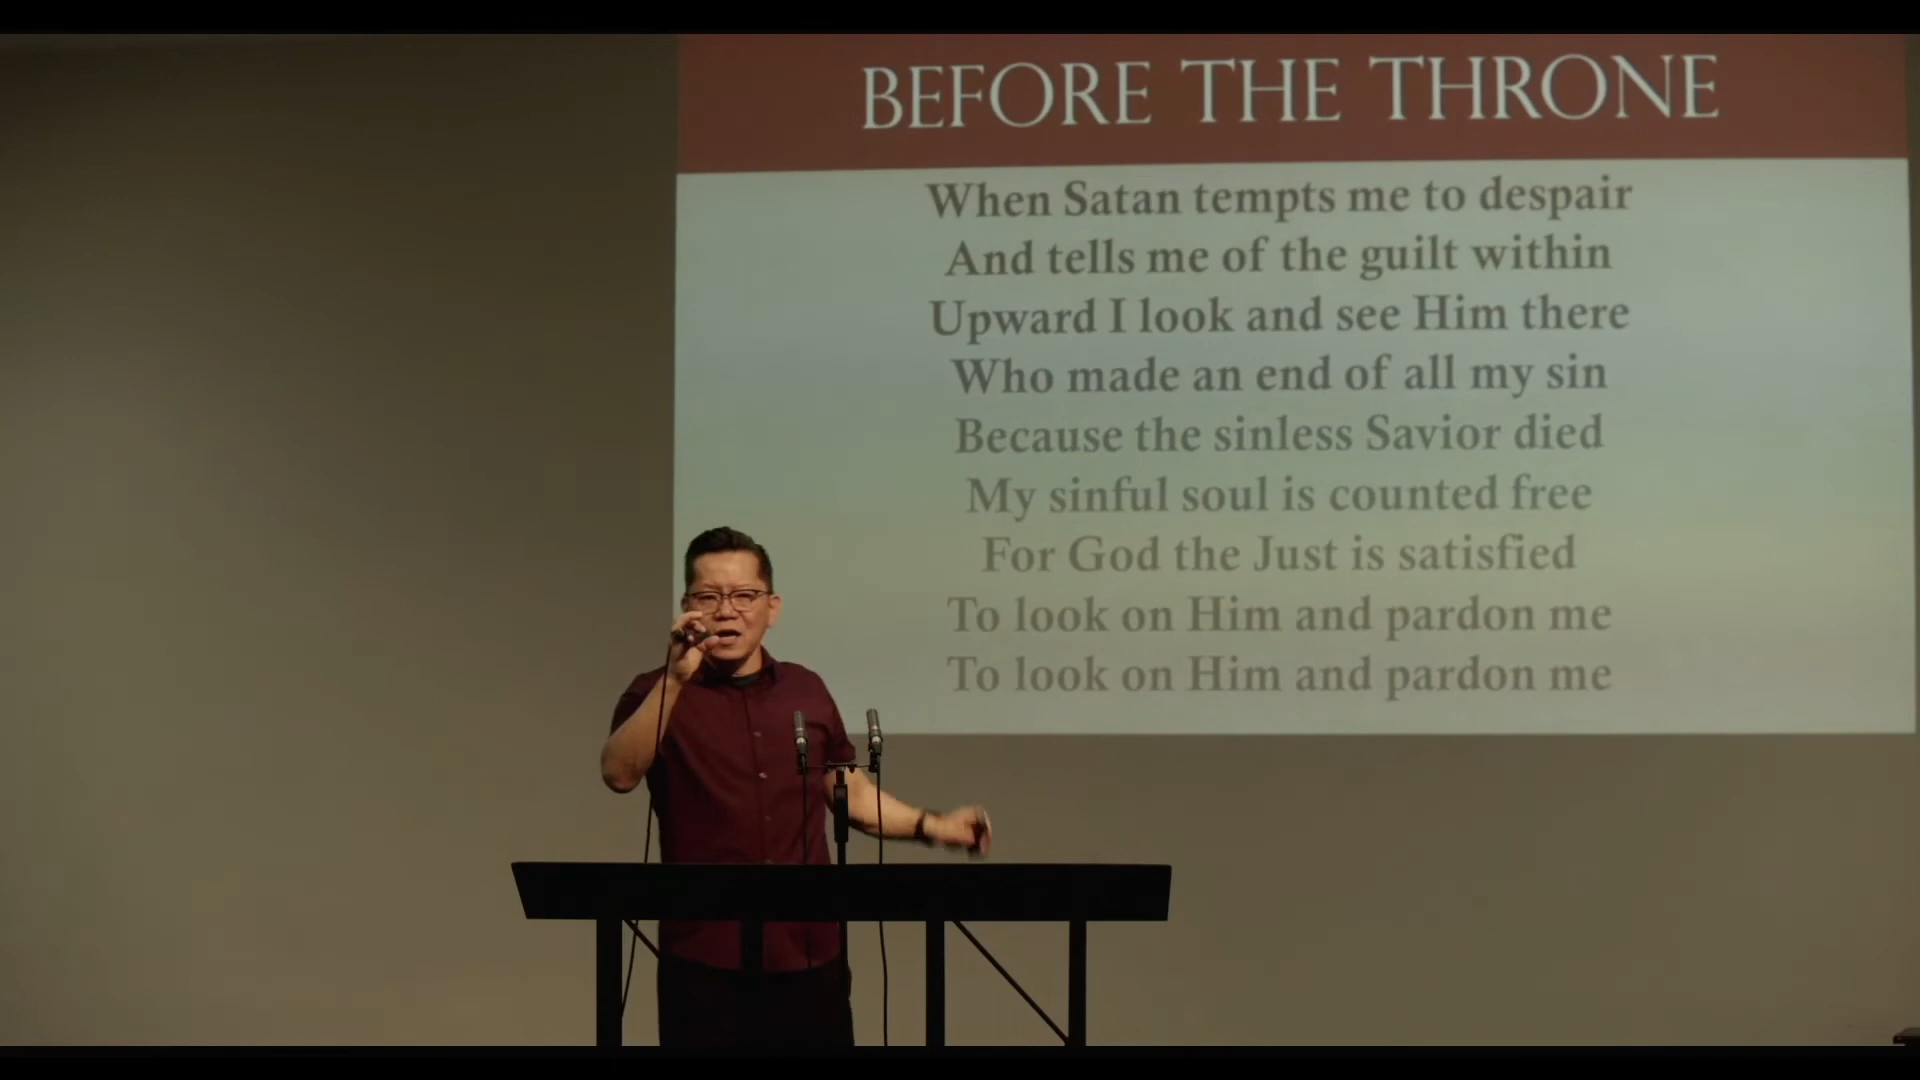 BEFORE THE THRONE
When Satan tempts me to despair
And tells me of the guilt within
Upward I look and see Him there
Who made an end of all my sin
Because the sinless Savior died
My sinful soul is counted free
For God the Just is satisfied
To look on Him and pardon me
To look on Him and pardon me